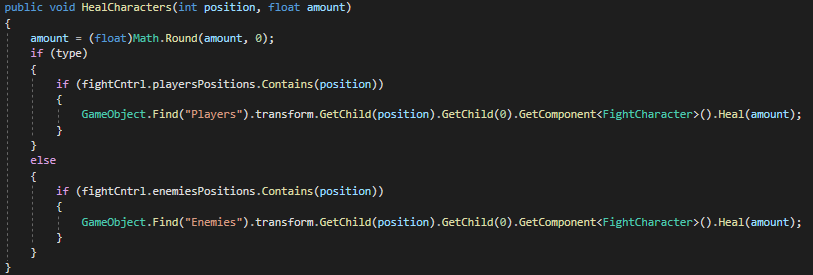 public void HealCharacters(int position, float amount)
{
    amount = (float)Math.Round(amount, 0);
    if (type)
    {
        if (fightCntrl.playersPositions.Contains(position))
        {
            GameObject.Find("Players").transform.GetChild(position).GetChild(0).GetComponent<FightCharacter>().Heal(amount);
        }
    }
    else
    {
        if (fightCntrl.enemiesPositions.Contains(position))
        {
            GameObject.Find("Enemies").transform.GetChild(position).GetChild(0).GetComponent<FightCharacter>().Heal(amount);
        }
    }
}